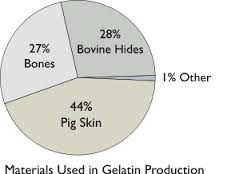 28%
Bovine Hides
27%
Bones
1% Other
44%
Pig Skin
Materials Used in Gelatin Production